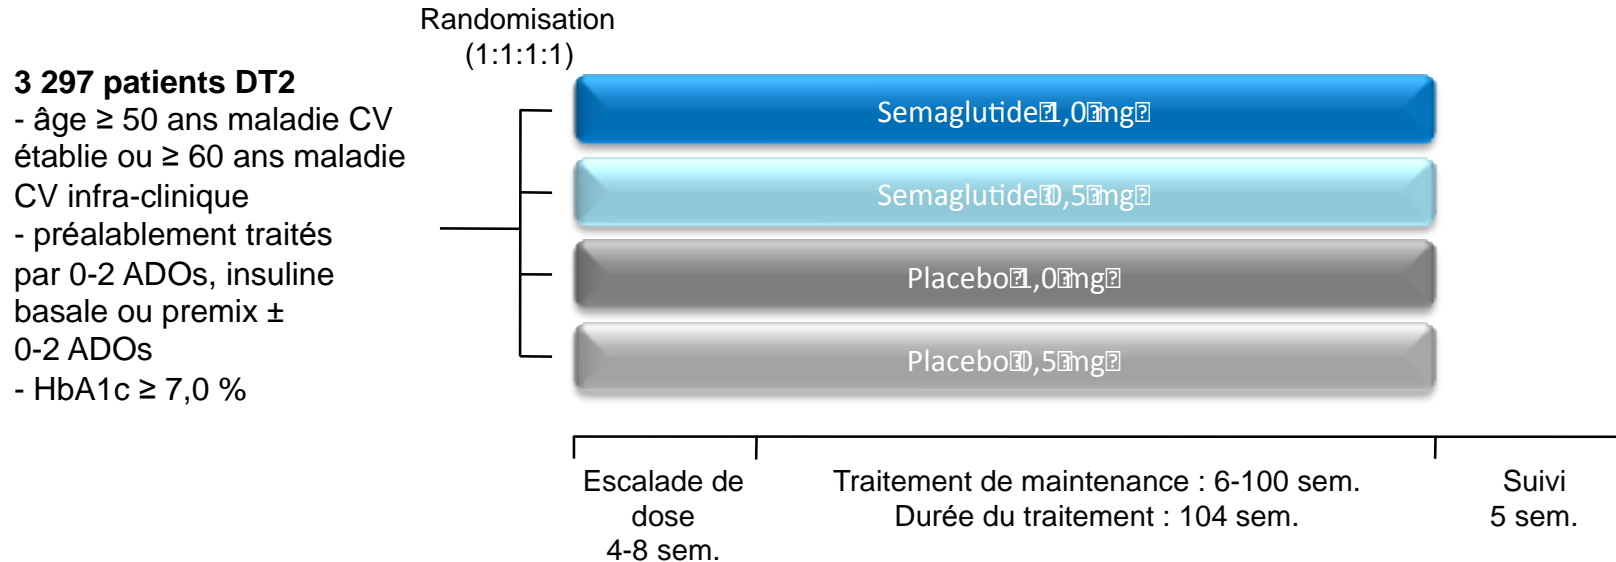 Randomisation
(1:1:1:1)
3 297 patients DT2
- âge ≥ 50 ans maladie CV
établie ou ≥ 60 ans maladie
CV infra-clinique
- préalablement traités
par 0-2 ADOs, insuline
basale ou premix ±
0-2 ADOs
- HbA1c ≥ 7,0 %
Semaglutide⍰1,0⍰mg⍰
Semaglutide⍰0,5⍰mg⍰
Placebo⍰1,0⍰mg⍰
Placebo⍰0,5⍰mg⍰
Escalade de
dose
4-8 sem.
Traitement de maintenance : 6-100 sem.
Durée du traitement : 104 sem.
Suivi
5 sem.